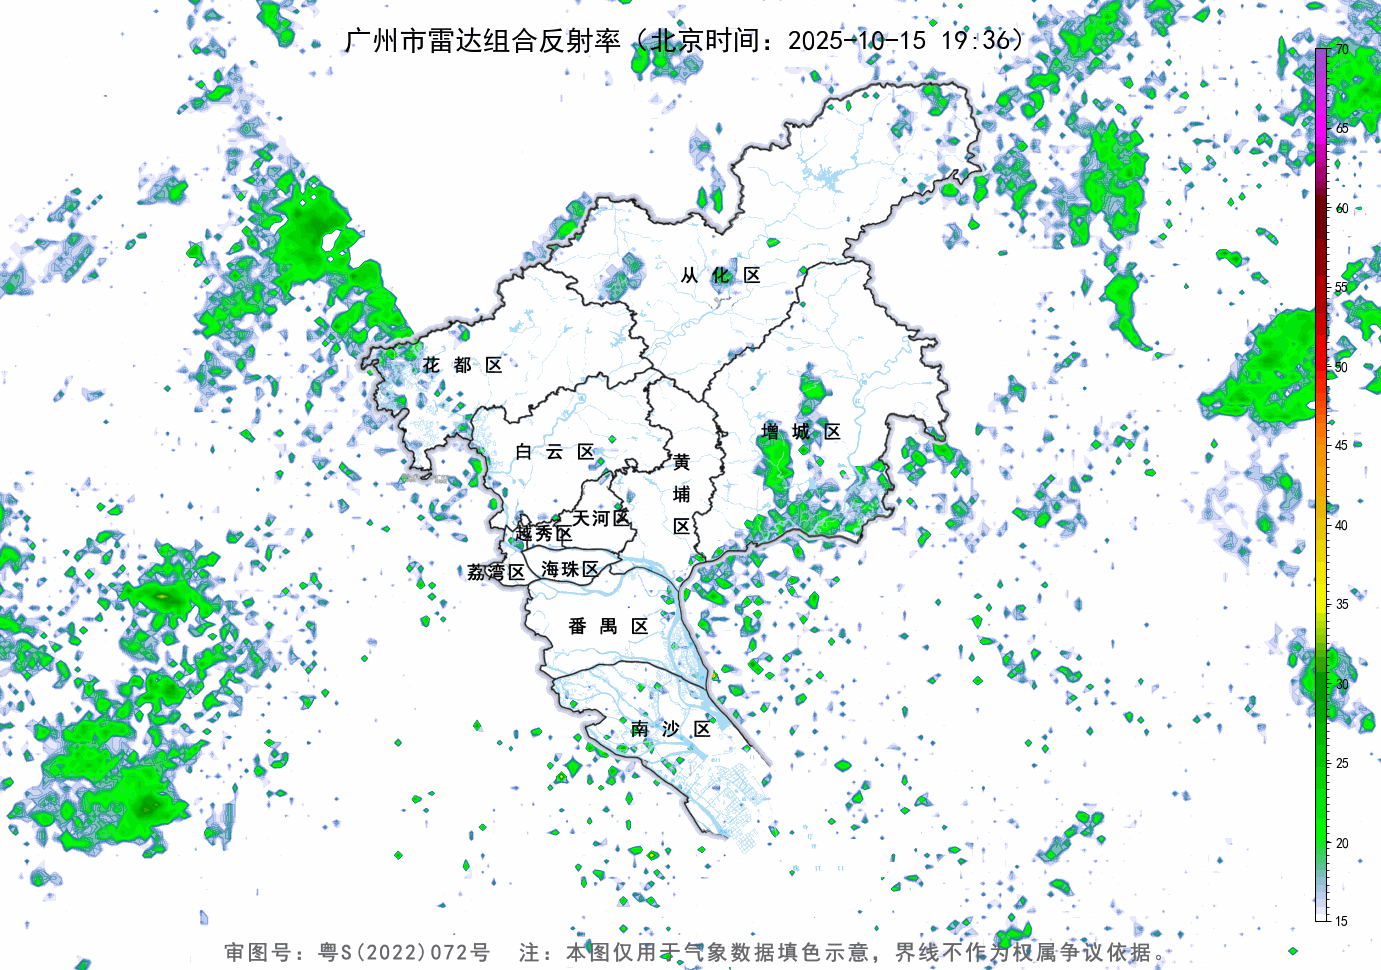 广州市雷达组合反射率（北京时间：2025-10-15 19:36）
70
65
60
55
50
45
40
35
30
25
20
15
从化区
花都区
增城区
白云区
黄埔区
天河区
越秀区
荔湾区
海珠区
番禺区
南沙区
审图号：粤S(2022)072号 注：本图仅用于气象数据填色示意，界线不作为权属争议依据。